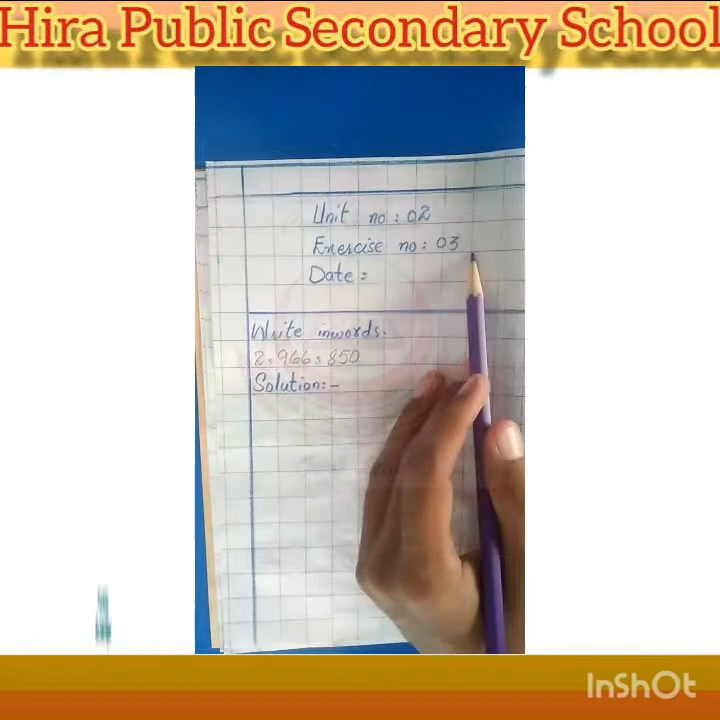 Hira Public Secondary School
Unit no : 02
Exercise no : 03
Date =
Write inwords.
2,966,850
Solution:-
InShOt